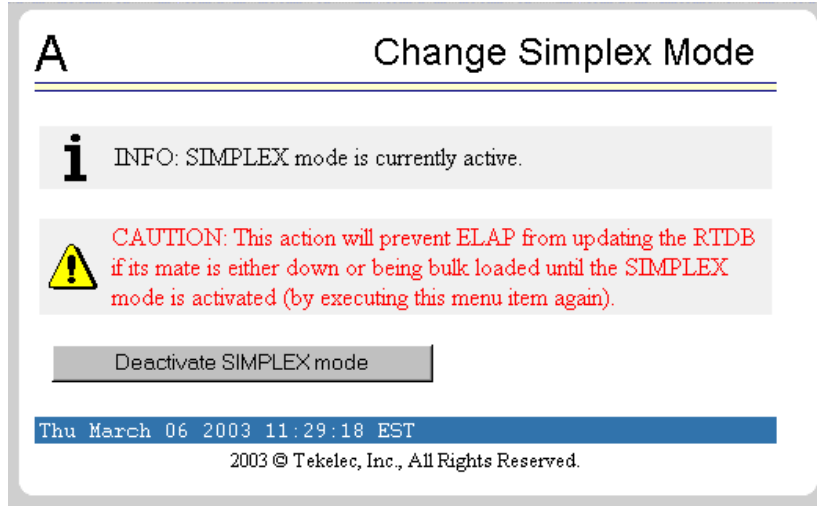 A
Change Simplex Mode
i
INFO: SIMPLEX mode is currently active.
CAUTION: This action will prevent ELAP from updating the RTDB
if its mate is either down or being bulk loaded until the SIMPLEX
mode is activated (by executing this menu item again).
Deactivate SIMPLEX mode
Thu March 06 2003 11:29:18 EST
2003 © Tekelec, Inc., All Rights Reserved.